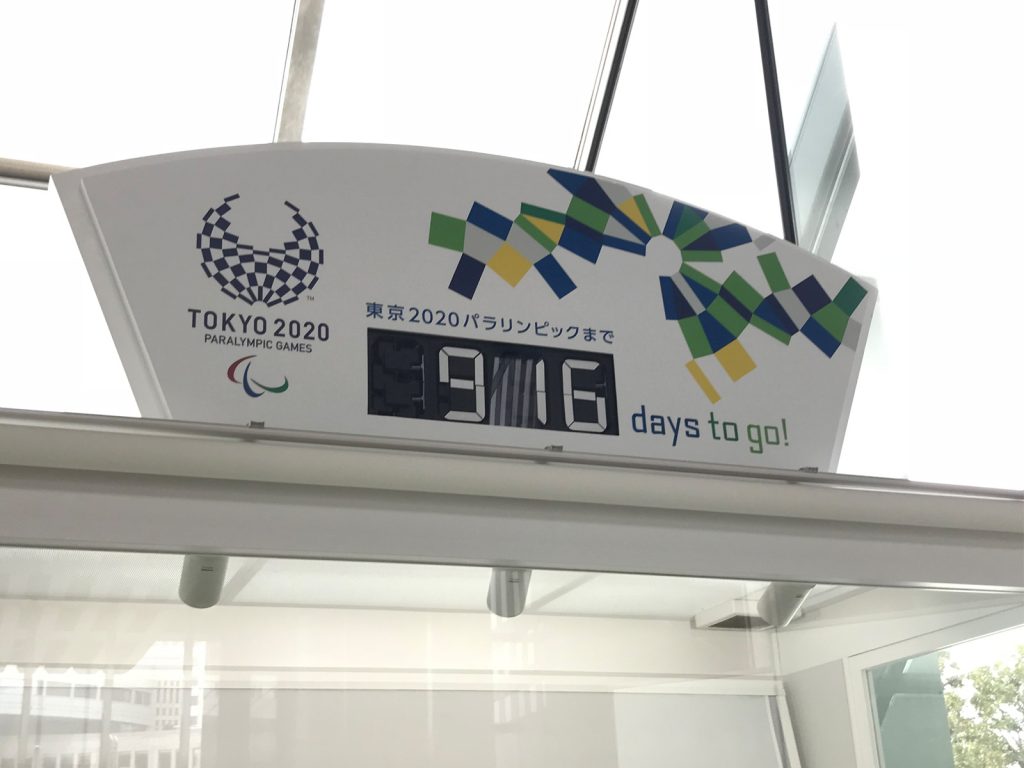 TOKYO 2020
PARALYMPIC GAMES
東京2020パラリンピックまで
916
days to go!